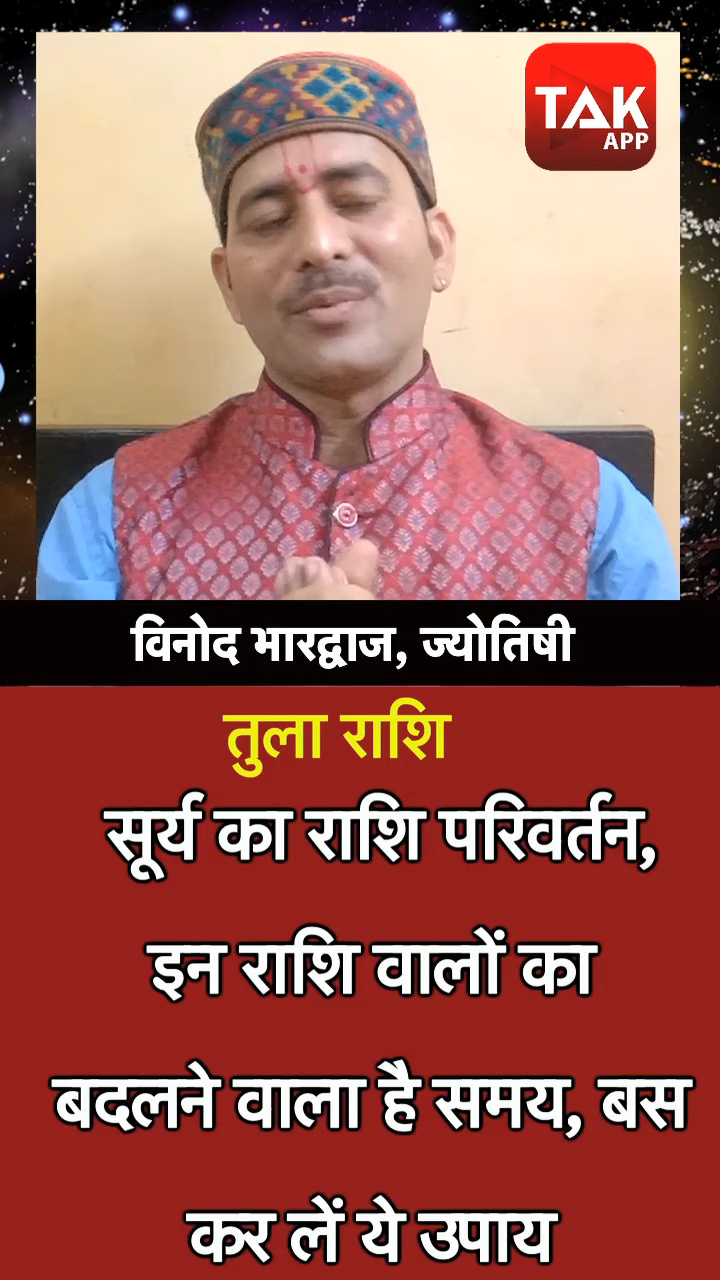 TAK
APP
विनोद भारद्वाज, ज्योतिषी
तुला राशि
सूर्य का राशि परिवर्तन,
इन राशि वालों का
बदलने वाला है समय, बस
कर लें ये उपाय